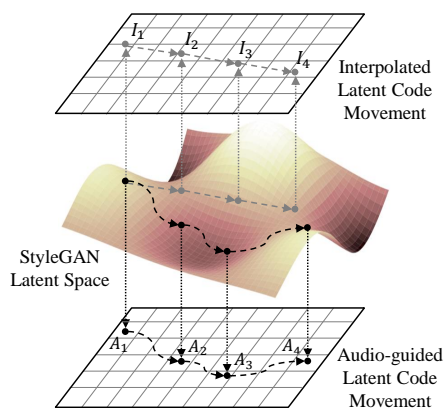 I₁
I₂
I₃
I₄
Interpolated
Latent Code
Movement
StyleGAN
Latent Space
A₁
A₂
A₃
A₄
Audio-guided
Latent Code
Movement